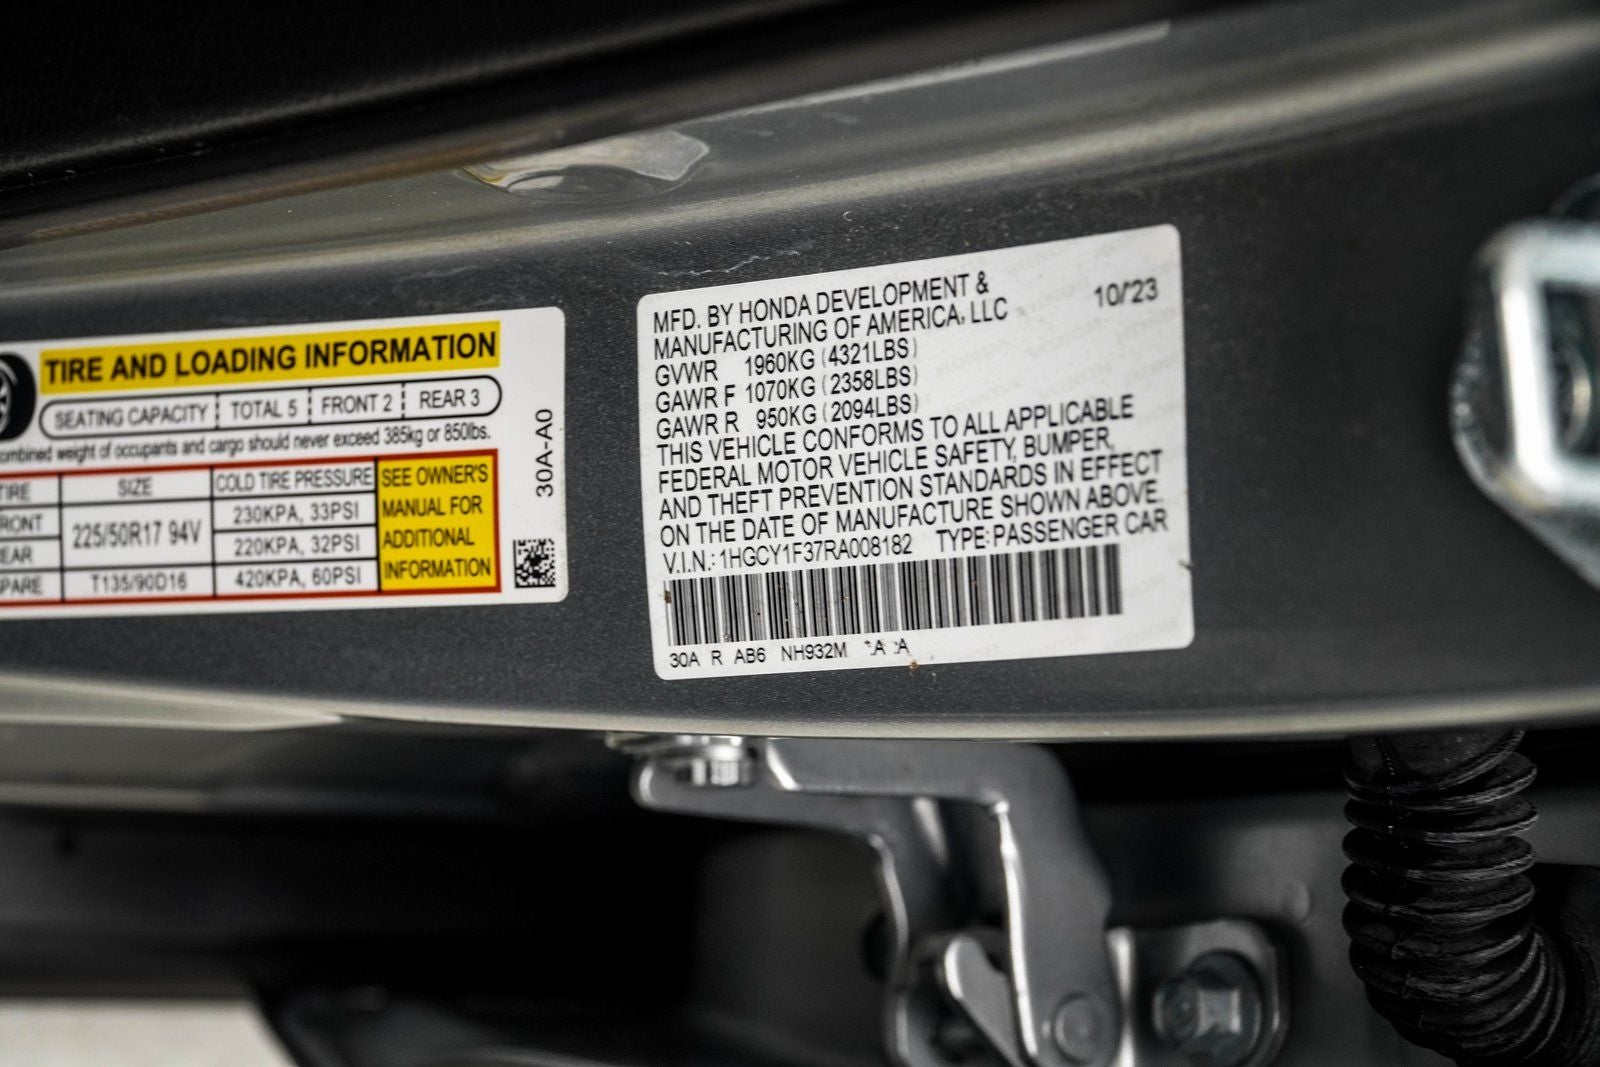 TIRE AND LOADING INFORMATION
SEATING CAPACITY TOTAL 5 FRONT 2 REAR 3
combined weight of occupants and cargo should never exceed 385kg or 850lbs.
TIRE SIZE COLD TIRE PRESSURE SEE OWNER'S
MANUAL FOR
ADDITIONAL
INFORMATION
FRONT 225/50R17 94V 230KPA, 33PSI
REAR 220KPA, 32PSI
SPARE T135/90D16 420KPA, 60PSI
30A-A0
MFD. BY HONDA DEVELOPMENT &
MANUFACTURING OF AMERICA, LLC 10/'23
GVWR 1960KG (4321LBS)
GAWR F 1070KG (2358LBS)
GAWR R 950KG (2094LBS)
THIS VEHICLE CONFORMS TO ALL APPLICABLE
FEDERAL MOTOR VEHICLE SAFETY, BUMPER,
AND THEFT PREVENTION STANDARDS IN EFFECT
ON THE DATE OF MANUFACTURE SHOWN ABOVE.
V.I.N.: 1HGCY1F37RA008182 TYPE: PASSENGER CAR
30A R AB6 NH932M *A *A